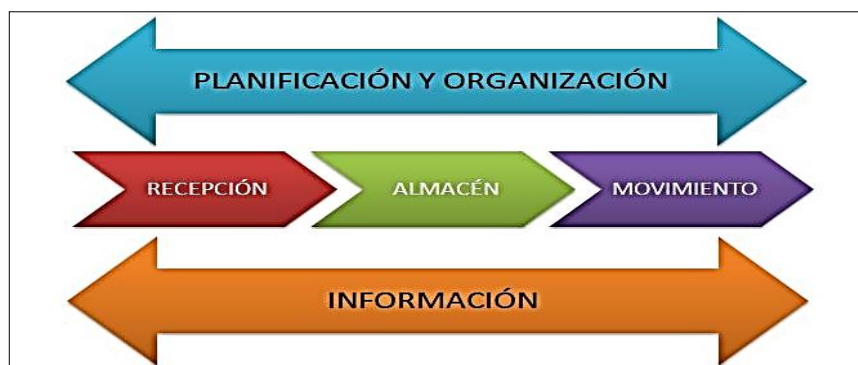 PLANIFICACIÓN Y ORGANIZACIÓN
RECEPCIÓN
ALMACÉN
MOVIMIENTO
INFORMACIÓN